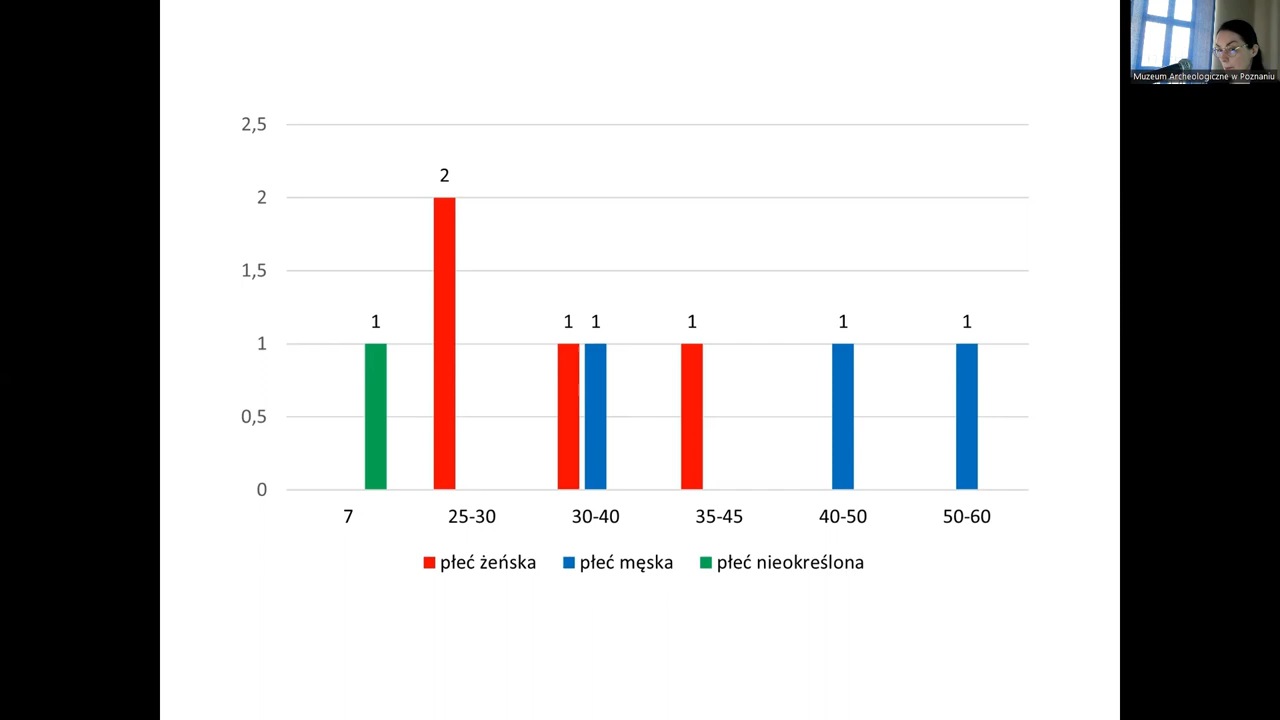 Muzeum Archeologiczne w Poznaniu
2,5
2
2
1,5
1 1 1 1 1 1
1
0,5
0
7 25-30 30-40 35-45 40-50 50-60
płeć żeńska płeć męska płeć nieokreślona